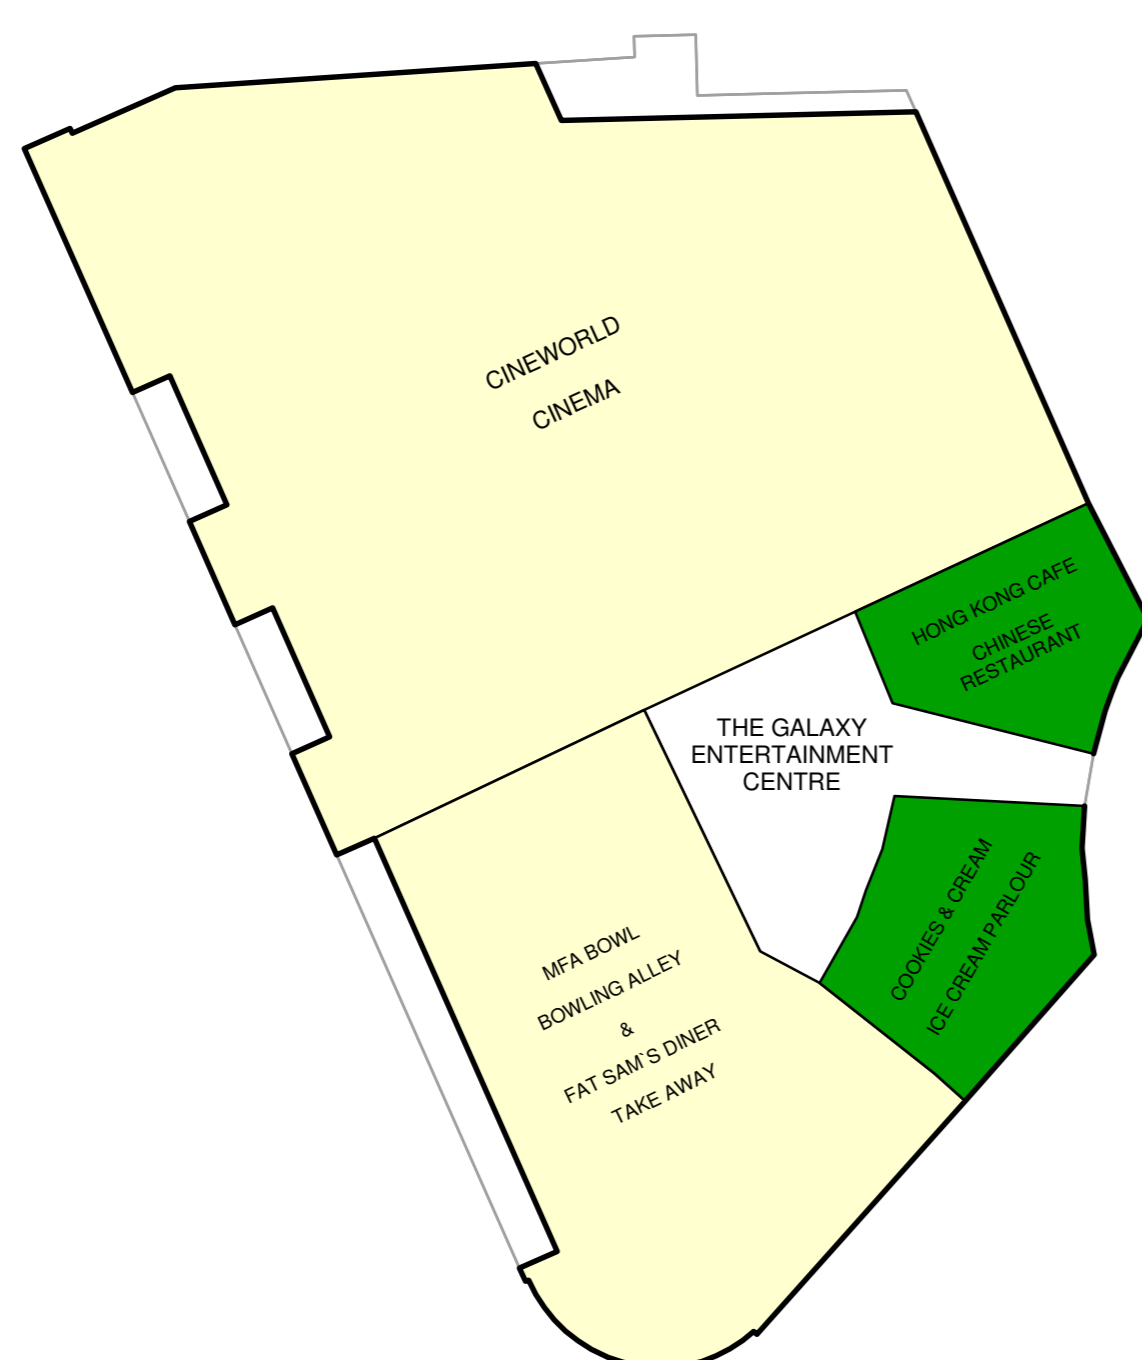 CINEWORLD
CINEMA
HONG KONG CAFE
CHINESE
RESTAURANT
THE GALAXY
ENTERTAINMENT
CENTRE
COOKIES & CREAM
ICE CREAM PARLOUR
MFA BOWL
BOWLING ALLEY
&
FAT SAM`S DINER
TAKE AWAY